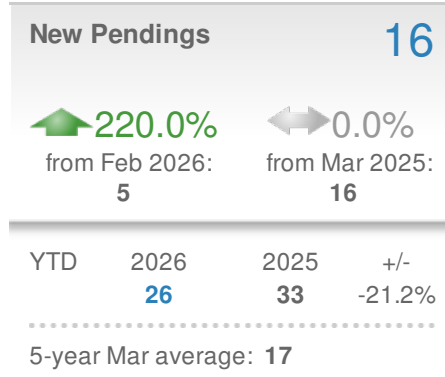 New Pendings 16
220.0% 0.0%
from Feb 2026: from Mar 2025:
5 16
YTD 2026 2025 +/-
26 33 -21.2%
5-year Mar average: 17